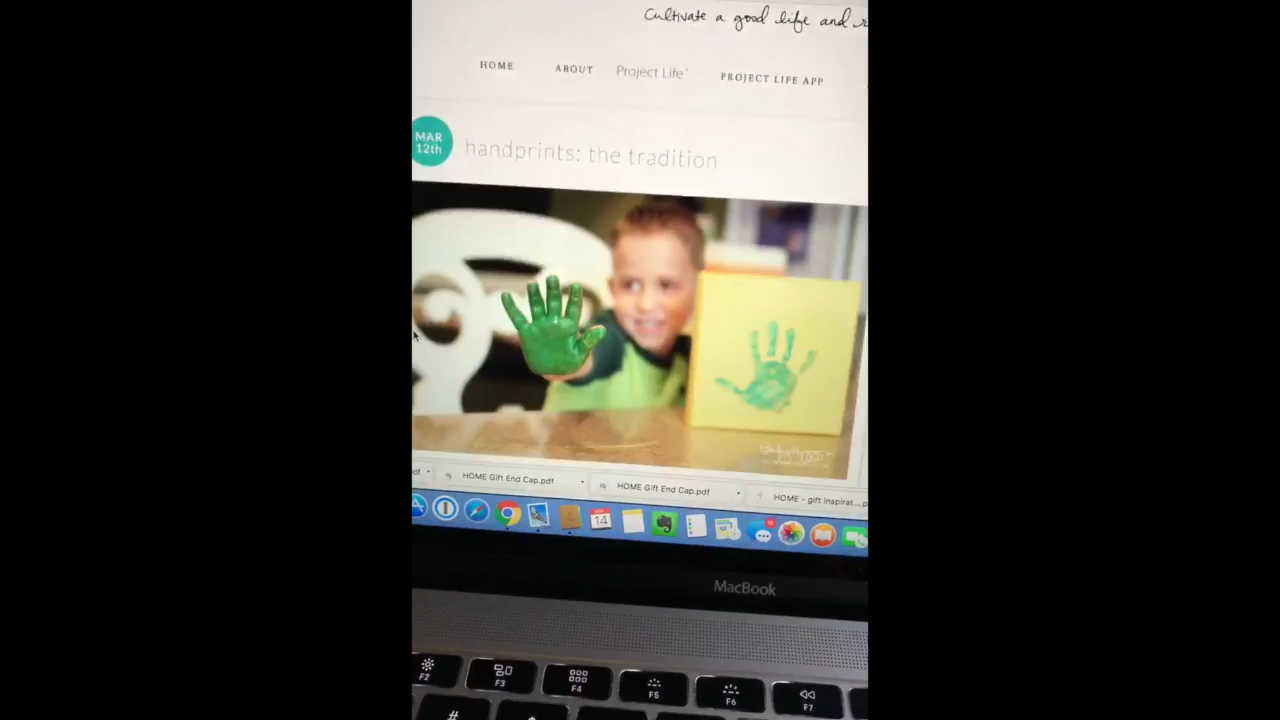 Cultivate a good life and
HOME ABOUT Project Life PROJECT LIFE APP
MAR
12th
handprints: the tradition
HOME Gift End Cap.pdf HOME Gift End Cap.pdf HOME - gift inspirat....p
14
MacBook
F2 F3 F4 F5 F6 F7
#